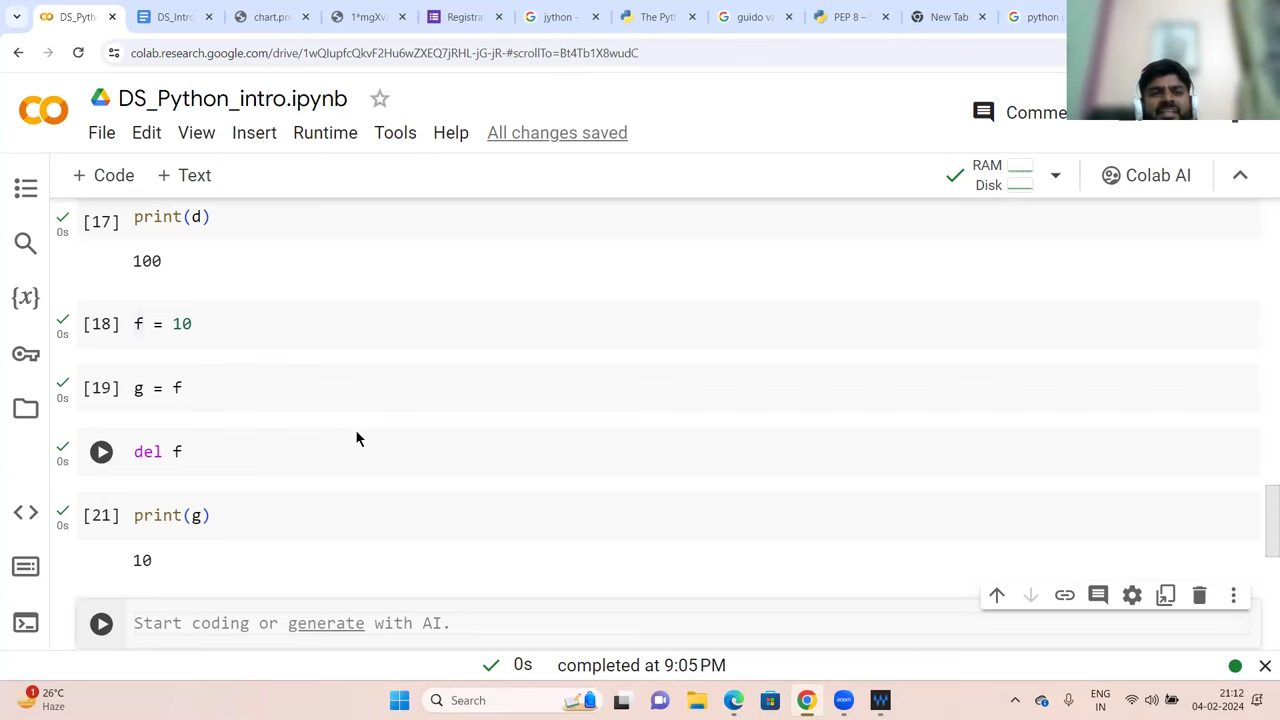 DS_Pyth
DS_Intro
chart.pr
1*mgXv
Registra
jython -
The Pyt
guido v
PEP 8 –
New Tab
python
colab.research.google.com/drive/1wQIupfcQkvF2Hu6wZXEQ7jRHL-jG-jR-#scrollTo=Bt4Tb1X8wudC
CO DS_Python_intro.ipynb
Comme
File Edit View Insert Runtime Tools Help All changes saved
+ Code + Text
RAM
Disk
Colab AI
[17] print(d)
0s
100
[18] f = 10
0s
[19] g = f
0s
del f
0s
[21] print(g)
0s
10
Start coding or generate with AI.
0s completed at 9:05 PM
1 26°C
Haze
Search
ENG
IN
21:12
04-02-2024